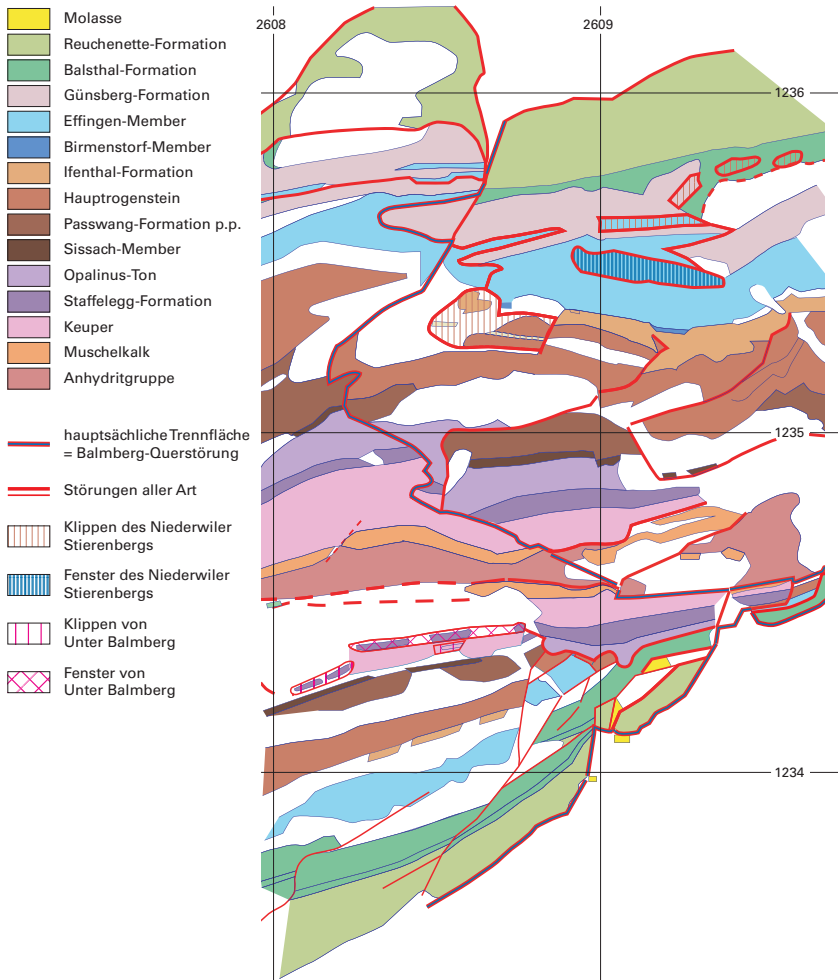 2608
2609
Molasse
Reuchenette-Formation
Balsthal-Formation
Günsberg-Formation
Effingen-Member
Birmenstorf-Member
Ifenthal-Formation
Hauptrogenstein
Passwang-Formation p.p.
Sissach-Member
Opalinus-Ton
Staffelegg-Formation
Keuper
Muschelkalk
Anhydritgruppe
hauptsächliche Trennfläche
= Balmberg-Querstörung
Störungen aller Art
Klippen des Niederwiler
Stierenbergs
Fenster des Niederwiler
Stierenbergs
Klippen von
Unter Balmberg
Fenster von
Unter Balmberg
1236
1235
1234